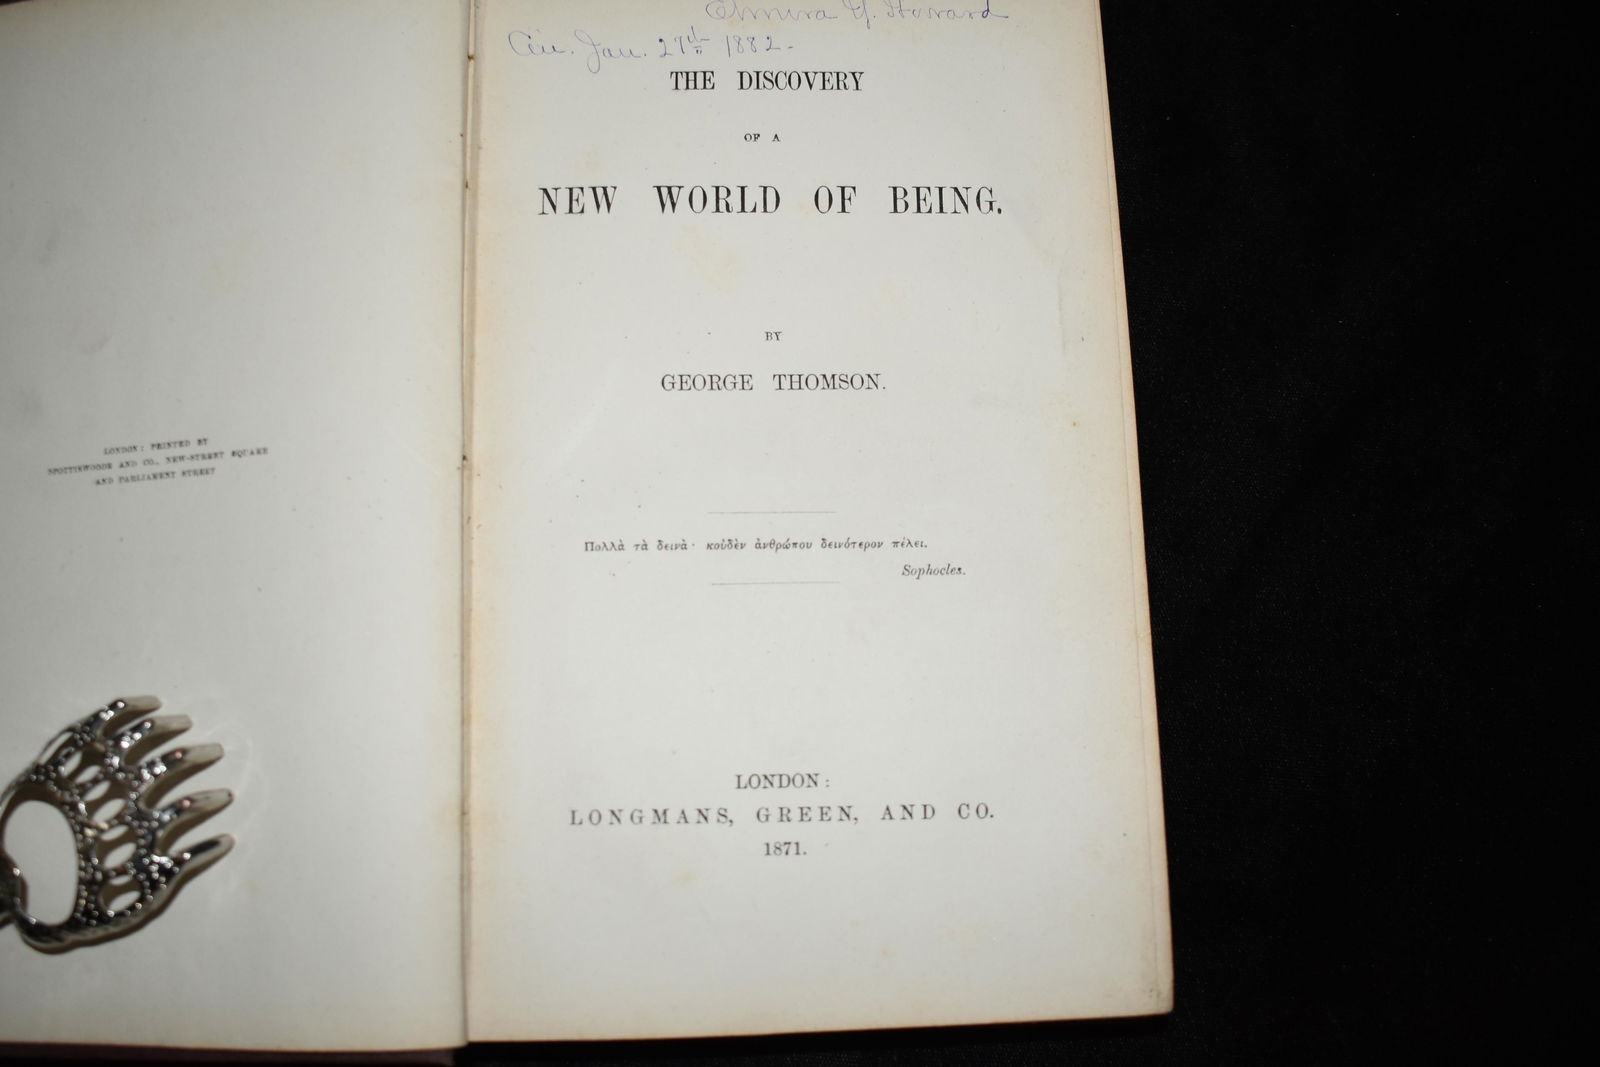 LONDON: PRINTED BY
SPOTTISWOODE AND CO., NEW-STREET SQUARE
AND PARLIAMENT STREET
Elmira Y. Howard
Cin. Jan. 27th 1882.
THE DISCOVERY
OF A
NEW WORLD OF BEING.
BY
GEORGE THOMSON.
Πολλὰ τὰ δεινὰ· κοὐδὲν ἀνθρώπου δεινότερον πέλει.
Sophocles.
LONDON:
LONGMANS, GREEN, AND CO.
1871.